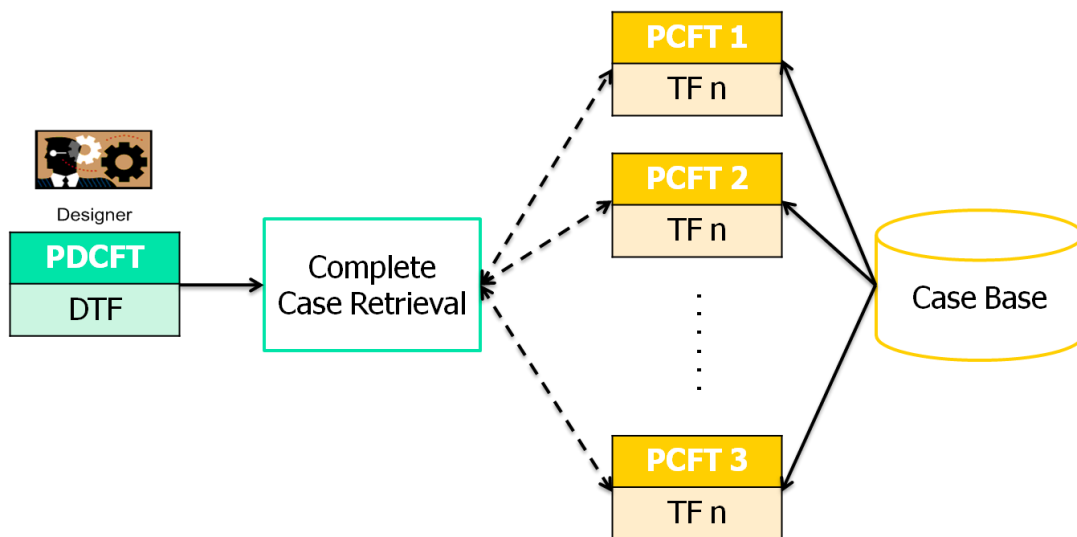 Designer
PDCFT
DTF
Complete
Case Retrieval
PCFT 1
TF n
PCFT 2
TF n
PCFT 3
TF n
Case Base